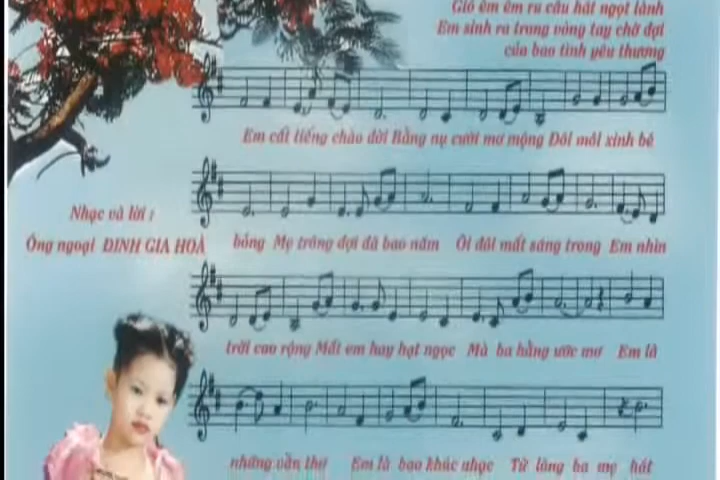 Gió êm êm ru câu hát ngọt lành
Em sinh ra trong vòng tay chờ đợi
của bao tình yêu thương
Em cất tiếng chào đời Bằng nụ cười mơ mộng Đôi môi xinh bé
Nhạc và lời :
Ông ngoại ĐINH GIA HOÀ
bỏng Mẹ trông đợi đã bao năm Ôi đôi mắt sáng trong Em nhìn
trời cao rộng Mắt em hay hạt ngọc Mà ba hằng ước mơ Em là
những vần thơ Em là bao khúc nhạc Từ lòng ba mẹ hát